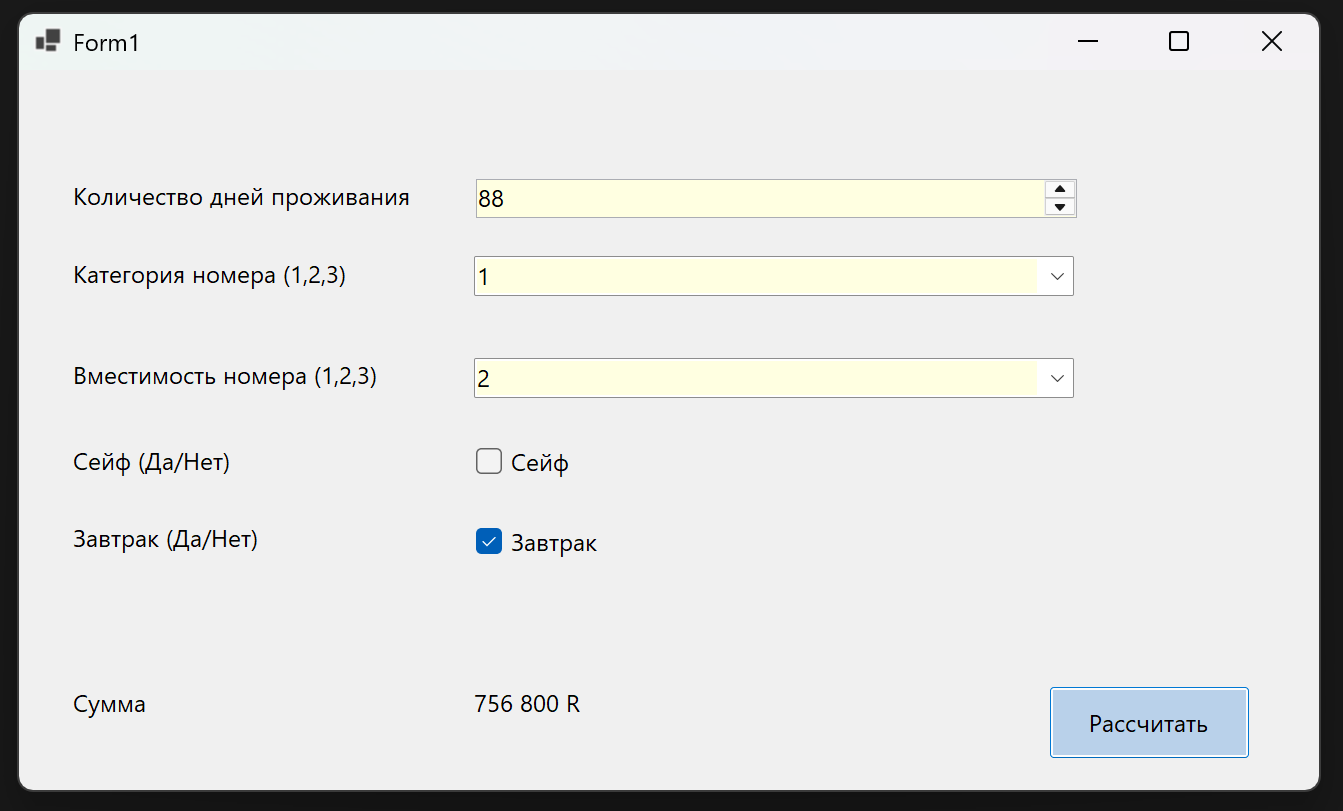 Form1
Количество дней проживания 88
Категория номера (1,2,3) 1
Вместимость номера (1,2,3) 2
Сейф (Да/Нет) Сейф
Завтрак (Да/Нет) Завтрак
Сумма 756 800 R
Рассчитать